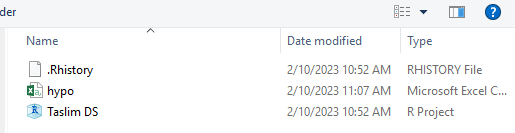 der
Name Date modified Type
.Rhistory 2/10/2023 10:52 AM RHISTORY File
hypo 2/10/2023 11:07 AM Microsoft Excel C...
Taslim DS 2/10/2023 10:52 AM R Project